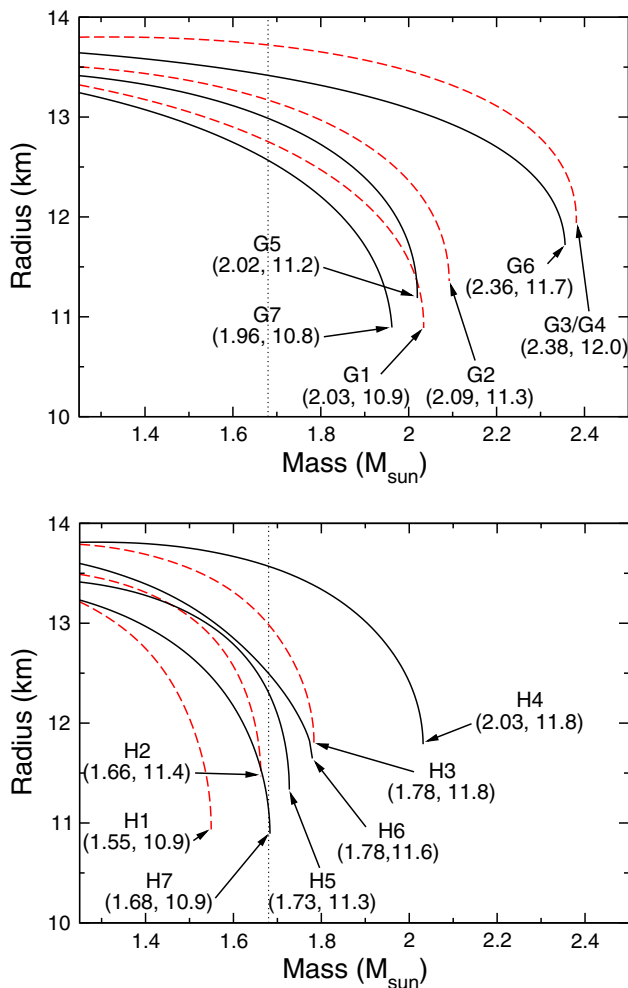 14
13
12
11
10
Radius (km)
G5
(2.02, 11.2)
G7
(1.96, 10.8)
G1
(2.03, 10.9)
G2
(2.09, 11.3)
G6
(2.36, 11.7)
G3/G4
(2.38, 12.0)
1.4 1.6 1.8 2 2.2 2.4
Mass (M_sun)
14
13
12
11
10
Radius (km)
H2
(1.66, 11.4)
H1
(1.55, 10.9)
H7
(1.68, 10.9)
H5
(1.73, 11.3)
H6
(1.78,11.6)
H3
(1.78, 11.8)
H4
(2.03, 11.8)
1.4 1.6 1.8 2 2.2 2.4
Mass (M_sun)